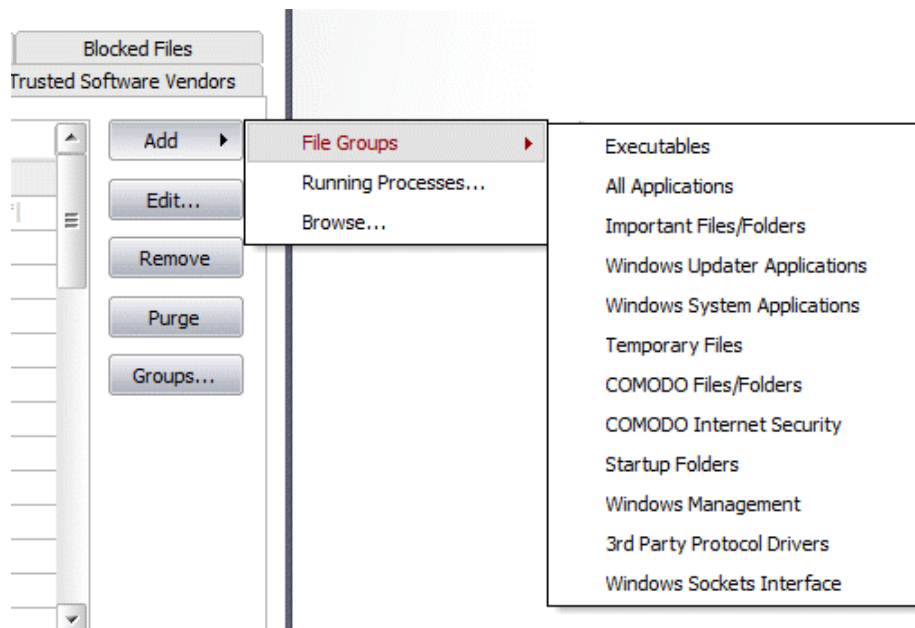 Blocked Files
Trusted Software Vendors
Add
Edit...
Remove
Purge
Groups...
File Groups
Running Processes...
Browse...
Executables
All Applications
Important Files/Folders
Windows Updater Applications
Windows System Applications
Temporary Files
COMODO Files/Folders
COMODO Internet Security
Startup Folders
Windows Management
3rd Party Protocol Drivers
Windows Sockets Interface